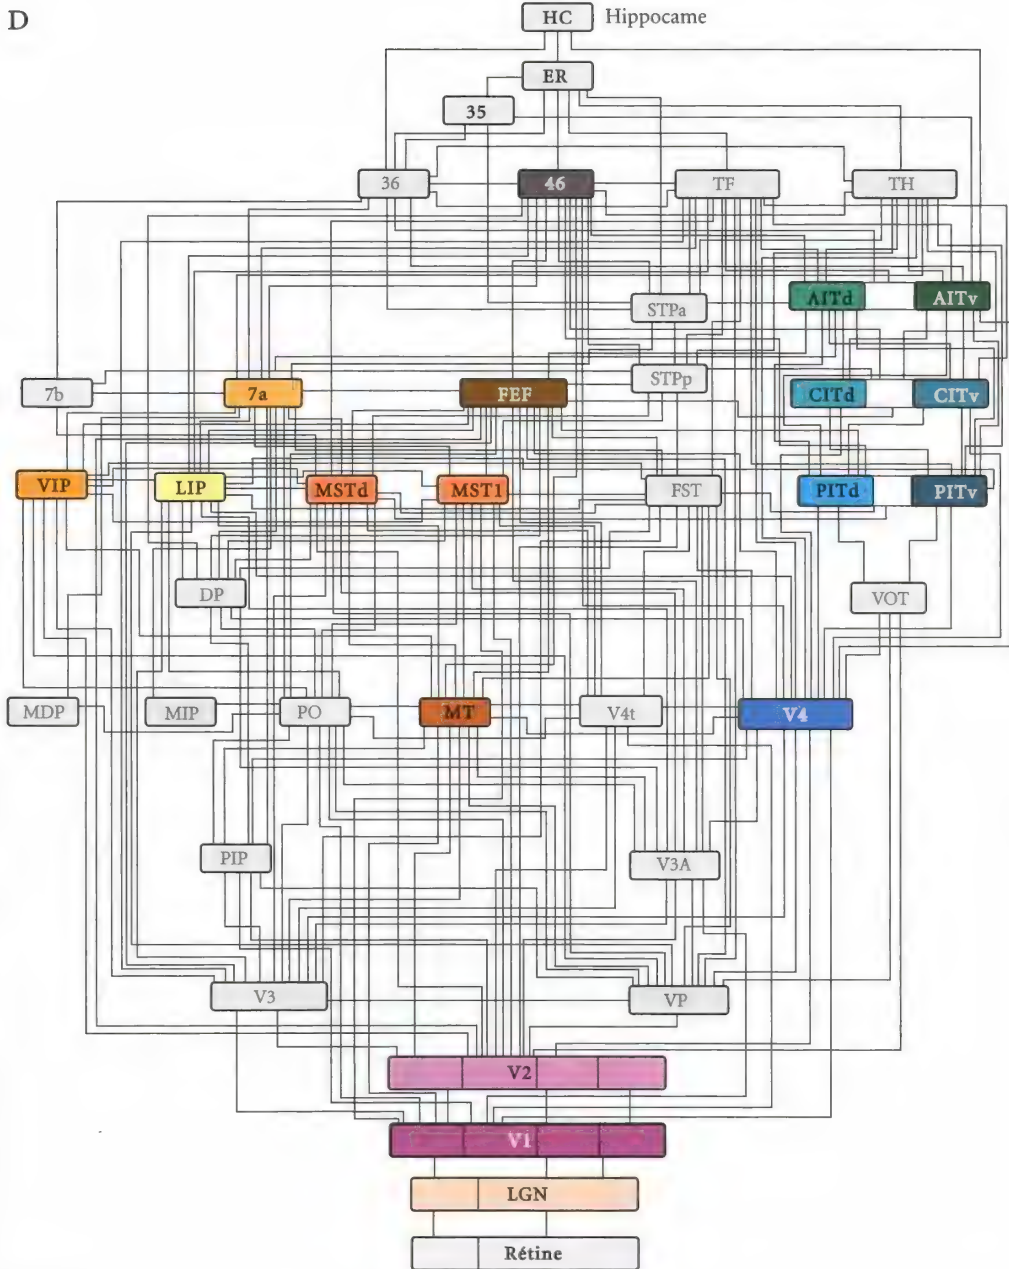 D
HC Hippocame
ER
35
36 46 TF TH
AITd AITv
STPa
STPp
7b 7a FEF CITd CITv
VIP LIP MSTd MST1 FST PITd PITv
DP VOT
MDP MIP PO MT V4t V4
PIP V3A
V3 VP
V2
V1
LGN
Rétine